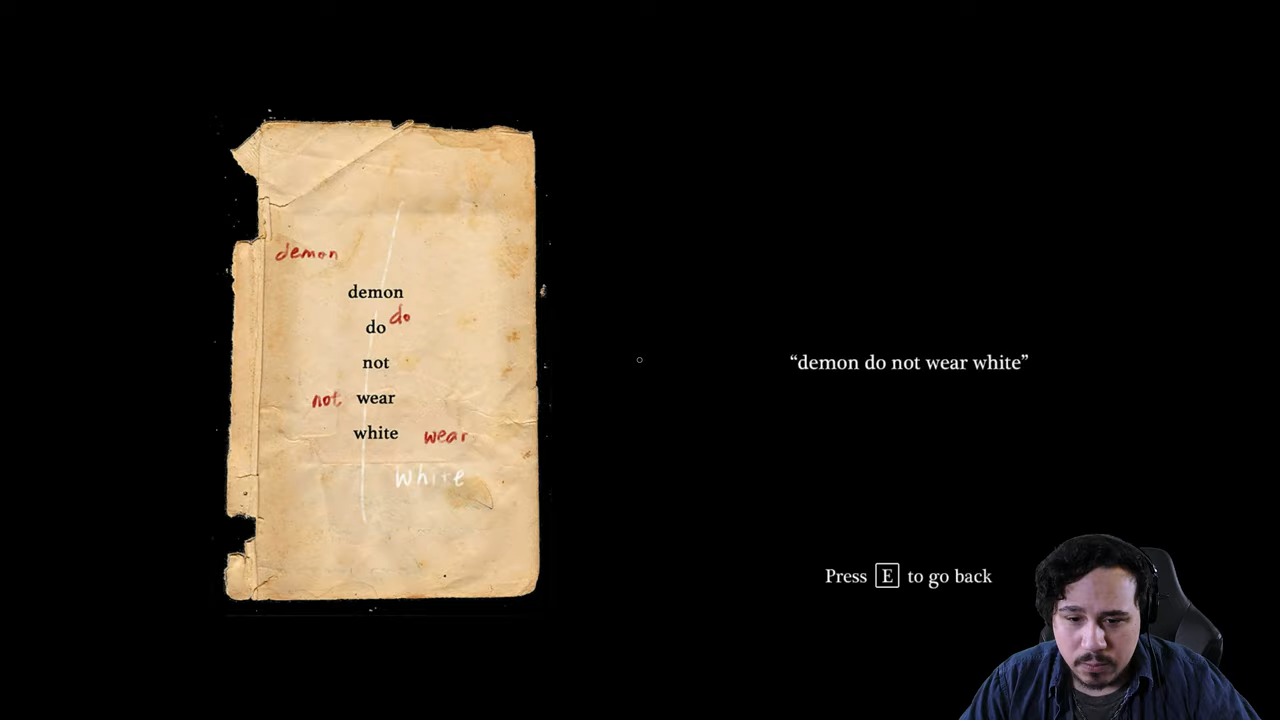 demon
demon
do
do
not
not
wear
white
wear
white
“demon do not wear white”
Press E to go back